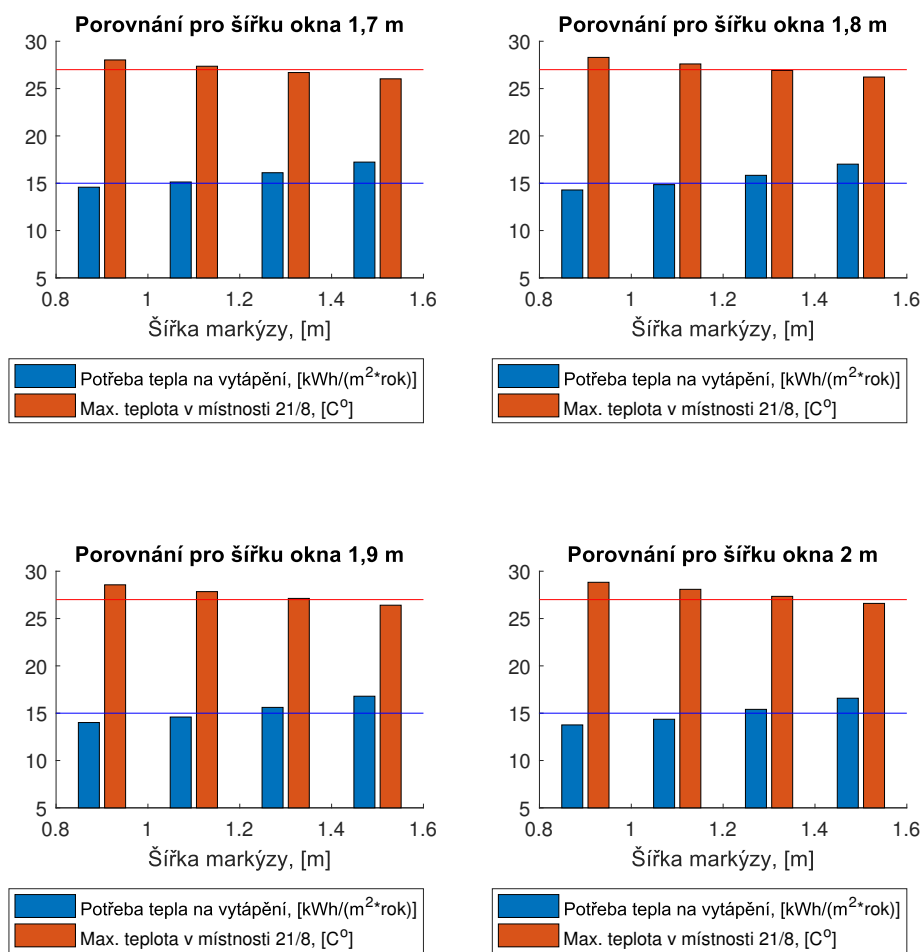 Porovnání pro šířku okna 1,7 m
30
25
20
15
10
5
0.8 1 1.2 1.4 1.6
Šířka markýzy, [m]
Potřeba tepla na vytápění, [kWh/(m²*rok)]
Max. teplota v místnosti 21/8, [Cº]
Porovnání pro šířku okna 1,8 m
30
25
20
15
10
5
0.8 1 1.2 1.4 1.6
Šířka markýzy, [m]
Potřeba tepla na vytápění, [kWh/(m²*rok)]
Max. teplota v místnosti 21/8, [Cº]
Porovnání pro šířku okna 1,9 m
30
25
20
15
10
5
0.8 1 1.2 1.4 1.6
Šířka markýzy, [m]
Potřeba tepla na vytápění, [kWh/(m²*rok)]
Max. teplota v místnosti 21/8, [Cº]
Porovnání pro šířku okna 2 m
30
25
20
15
10
5
0.8 1 1.2 1.4 1.6
Šířka markýzy, [m]
Potřeba tepla na vytápění, [kWh/(m²*rok)]
Max. teplota v místnosti 21/8, [Cº]